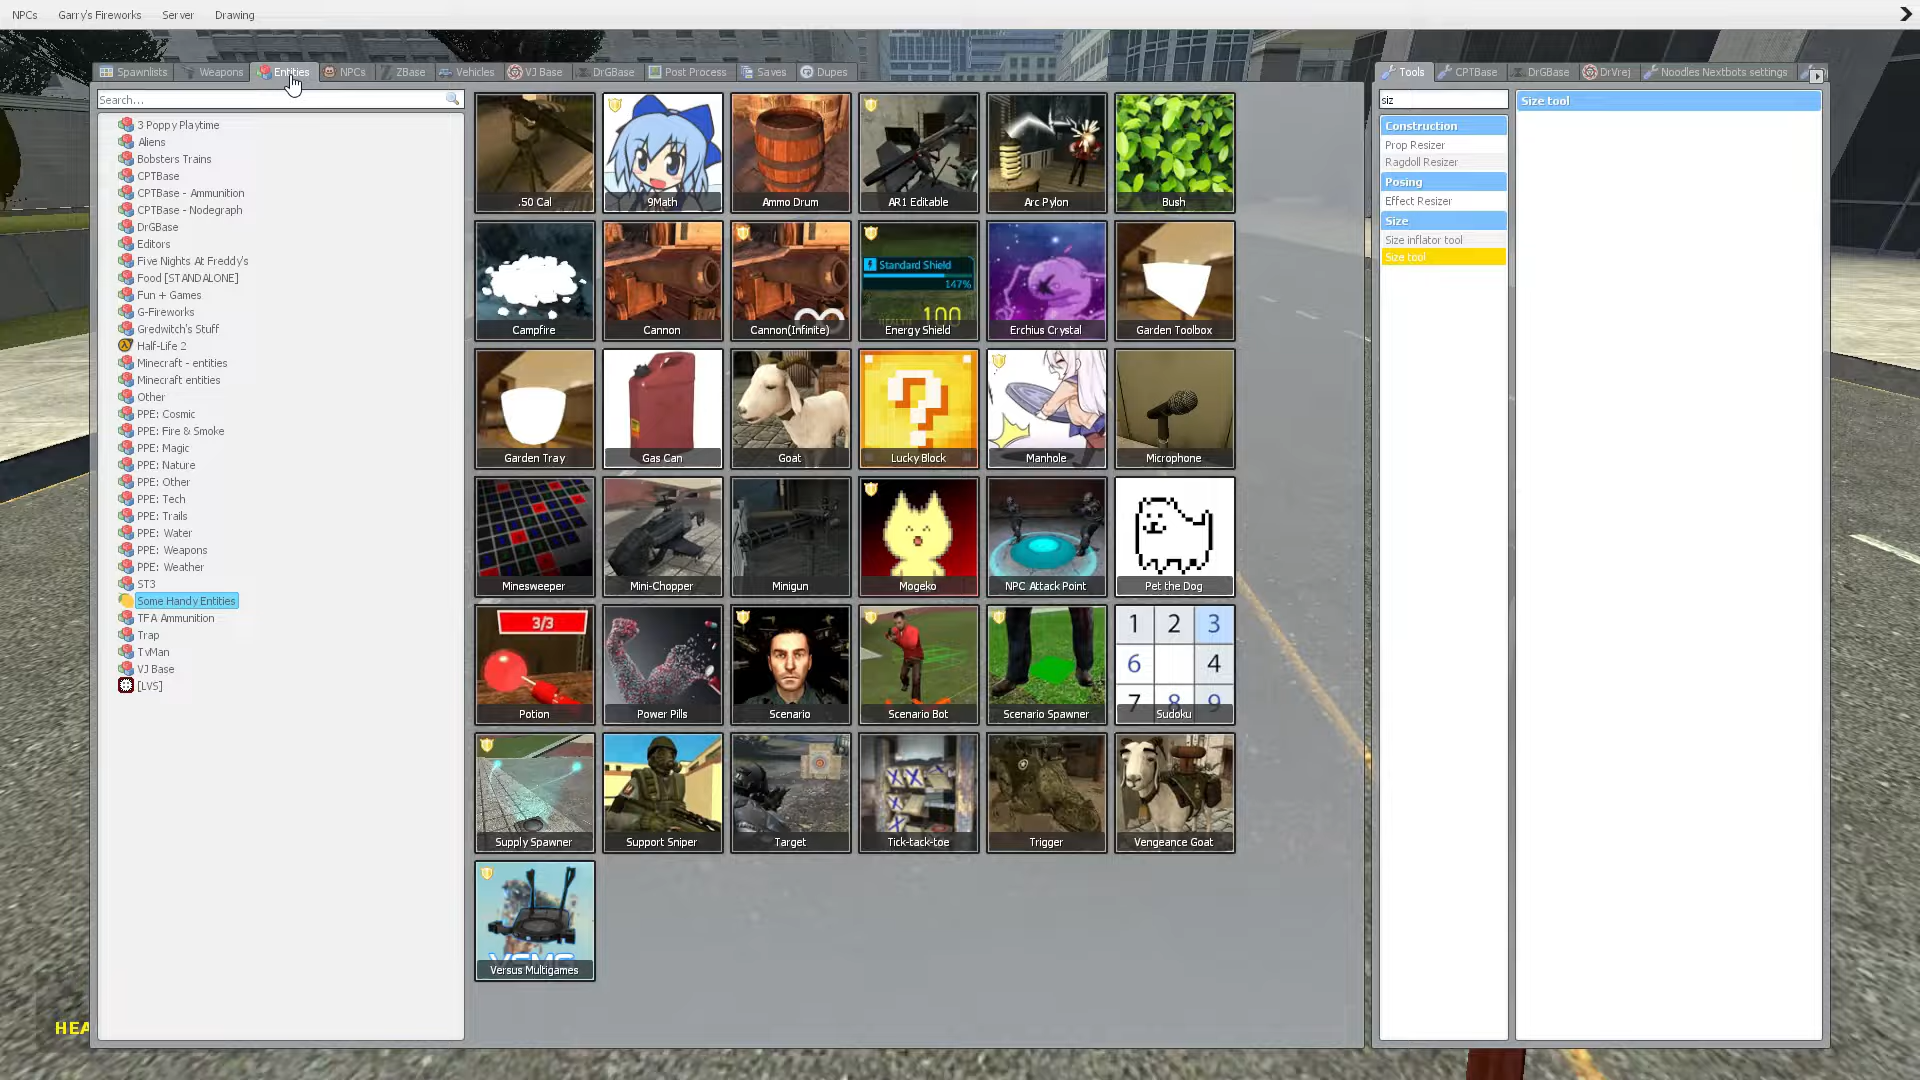 NPCs Garry's Fireworks Server Drawing
Spawnlists Weapons Entities NPCs ZBase Vehicles VJ Base DrGBase Post Process Saves Dupes
Tools CPTBase DrGBase DrVrej Noodles Nextbots settings
Search...
3 Poppy Playtime
Aliens
Bobsters Trains
CPTBase
CPTBase - Ammunition
CPTBase - Nodegraph
DrGBase
Editors
Five Nights At Freddy's
Food [STANDALONE]
Fun + Games
G-Fireworks
Gredwitch's Stuff
Half-Life 2
Minecraft - entities
Minecraft entities
Other
PPE: Cosmic
PPE: Fire & Smoke
PPE: Magic
PPE: Nature
PPE: Other
PPE: Tech
PPE: Trails
PPE: Water
PPE: Weapons
PPE: Weather
ST3
Some Handy Entities
TFA Ammunition
Trap
TvMan
VJ Base
[LVS]
.50 Cal 9Math Ammo Drum AR1 Editable Arc Pylon Bush
Standard Shield
147%
100
Campfire Cannon Cannon(Infinite) Energy Shield Erchius Crystal Garden Toolbox
?
Garden Tray Gas Can Goat Lucky Block Manhole Microphone
Minesweeper Mini-Chopper Minigun Mogeko NPC Attack Point Pet the Dog
3/3
1 2 3
6 4
7 8 9
Potion Power Pills Scenario Scenario Bot Scenario Spawner Sudoku
Supply Spawner Support Sniper Target Tick-tack-toe Trigger Vengeance Goat
Versus Multigames
siz
Construction
Prop Resizer
Ragdoll Resizer
Posing
Effect Resizer
Size
Size inflator tool
Size tool
Size tool
HEA